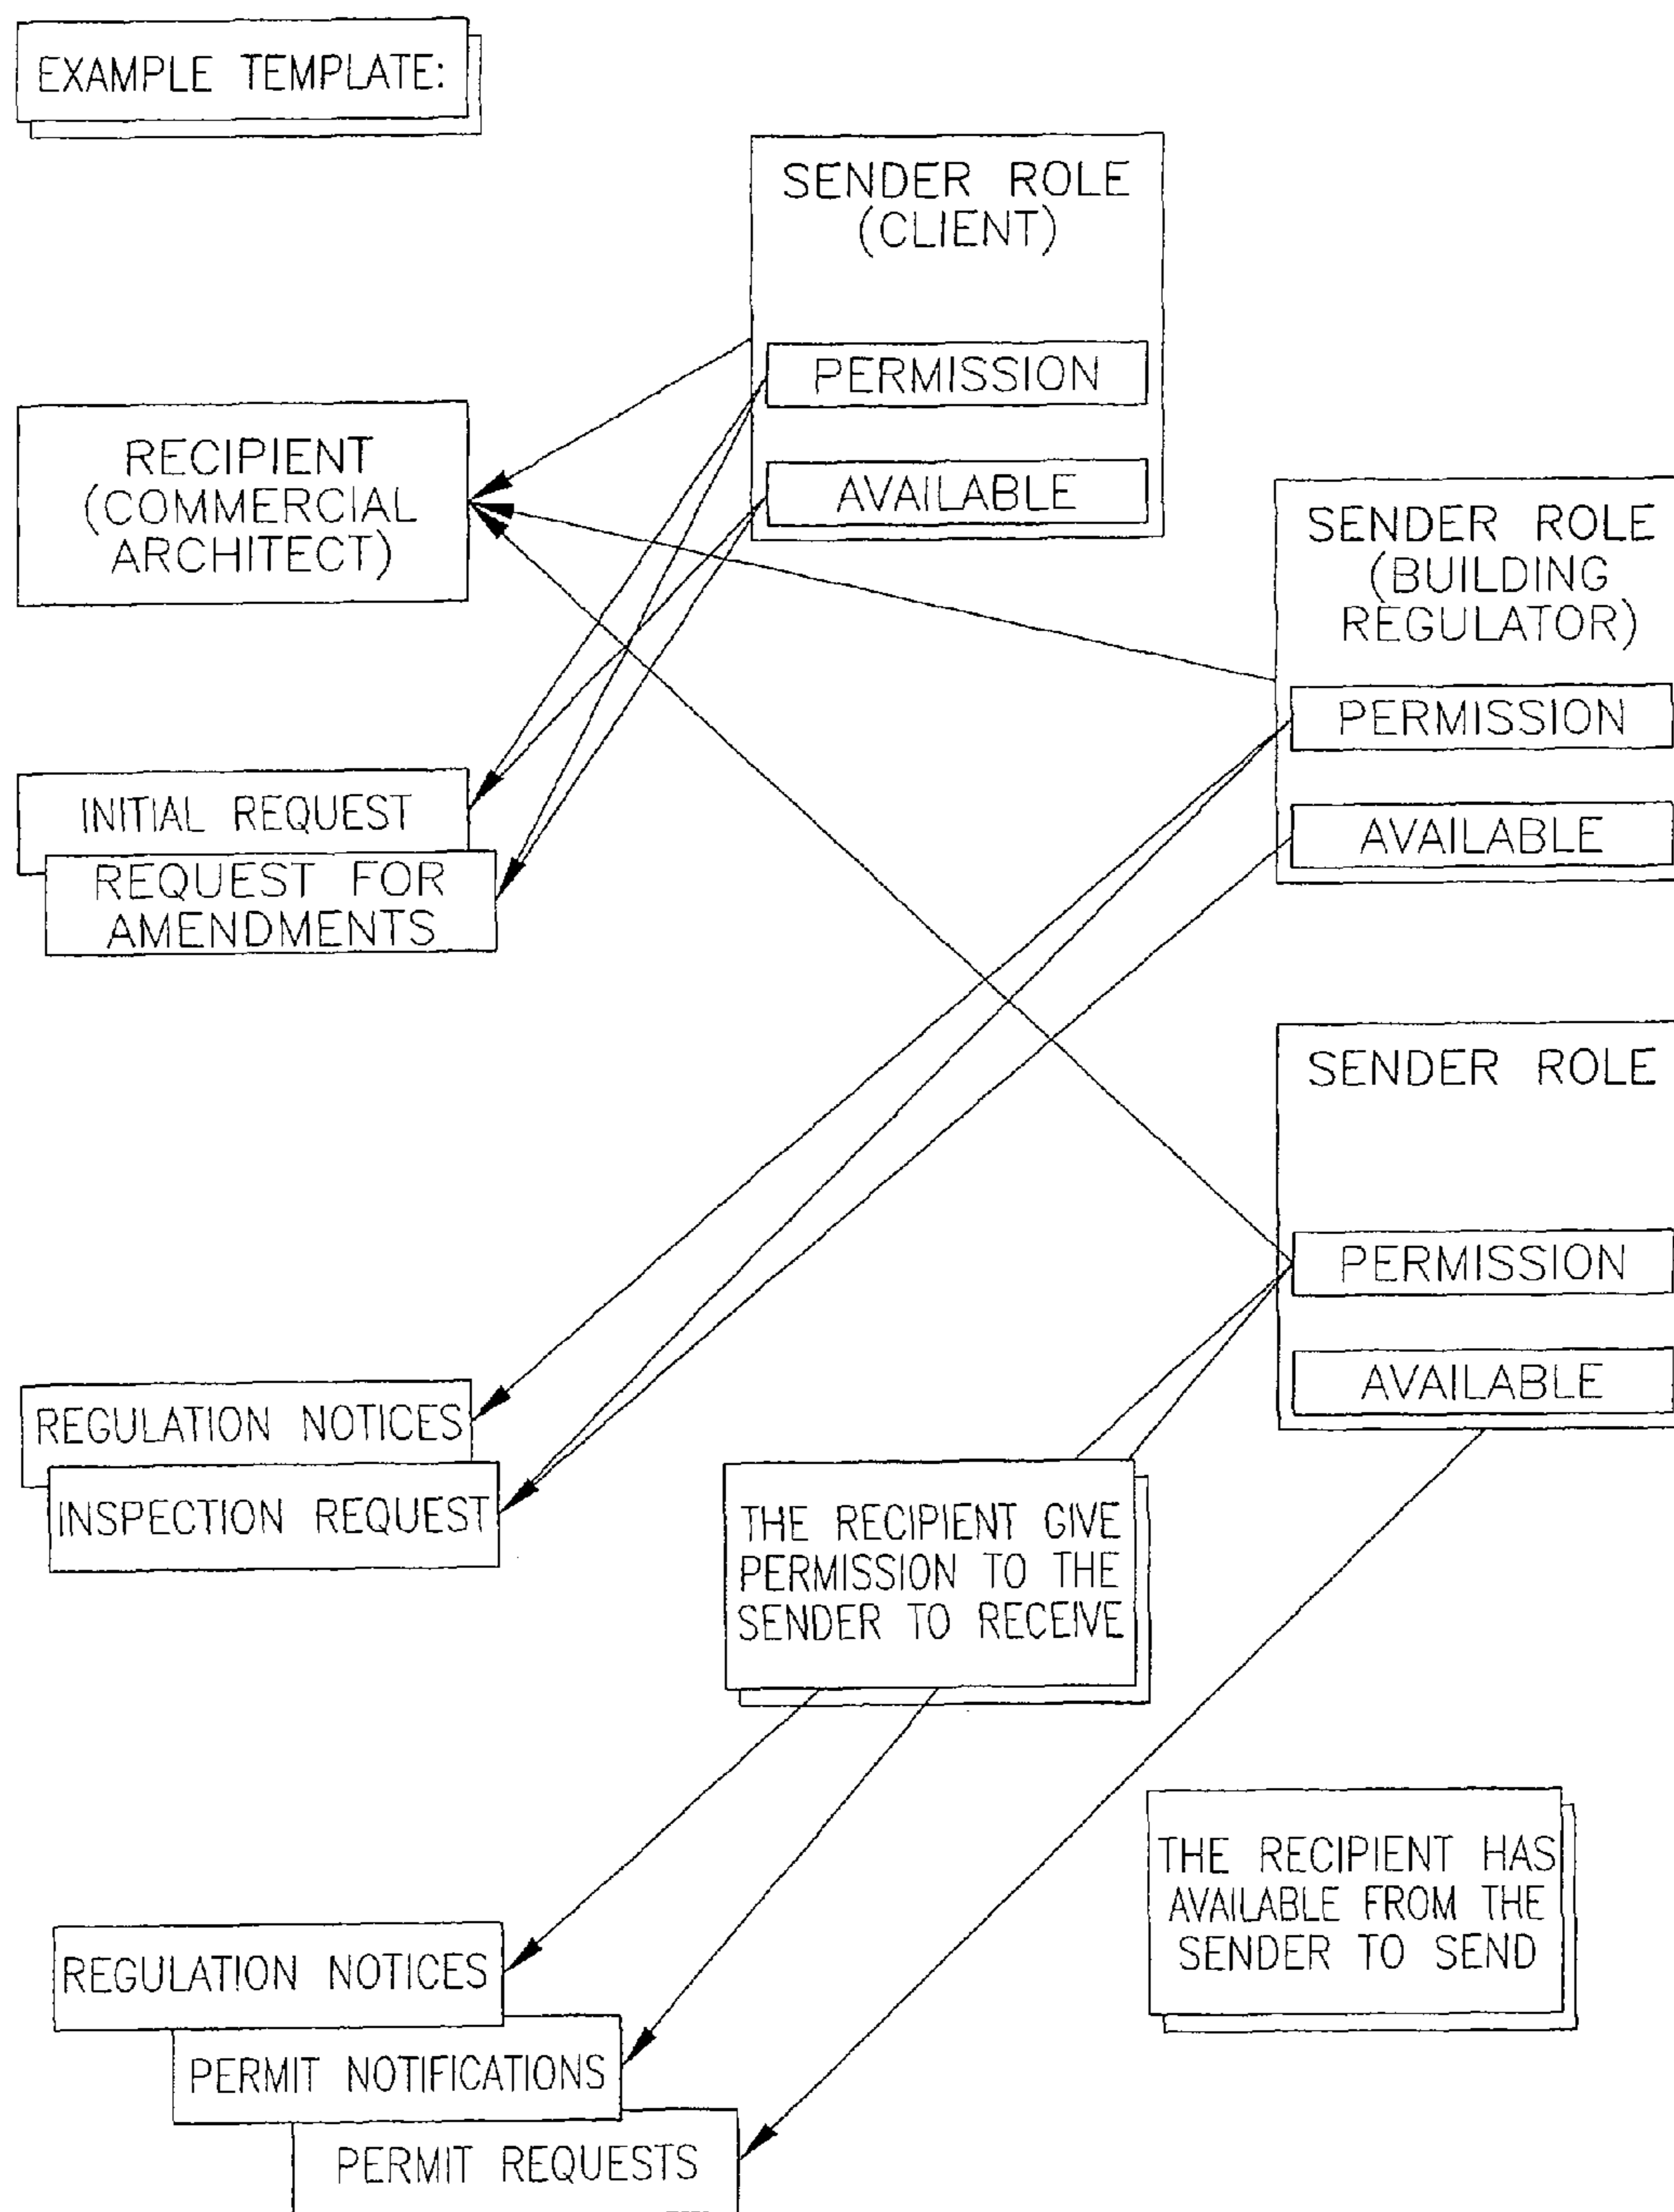 EXAMPLE TEMPLATE:
SENDER ROLE
(CLIENT)
PERMISSION
AVAILABLE
RECIPIENT
(COMMERCIAL
ARCHITECT)
SENDER ROLE
(BUILDING
REGULATOR)
PERMISSION
AVAILABLE
INITIAL REQUEST
REQUEST FOR
AMENDMENTS
SENDER ROLE
PERMISSION
AVAILABLE
REGULATION NOTICES
INSPECTION REQUEST
THE RECIPIENT GIVE
PERMISSION TO THE
SENDER TO RECEIVE
THE RECIPIENT HAS
AVAILABLE FROM THE
SENDER TO SEND
REGULATION NOTICES
PERMIT NOTIFICATIONS
PERMIT REQUESTS